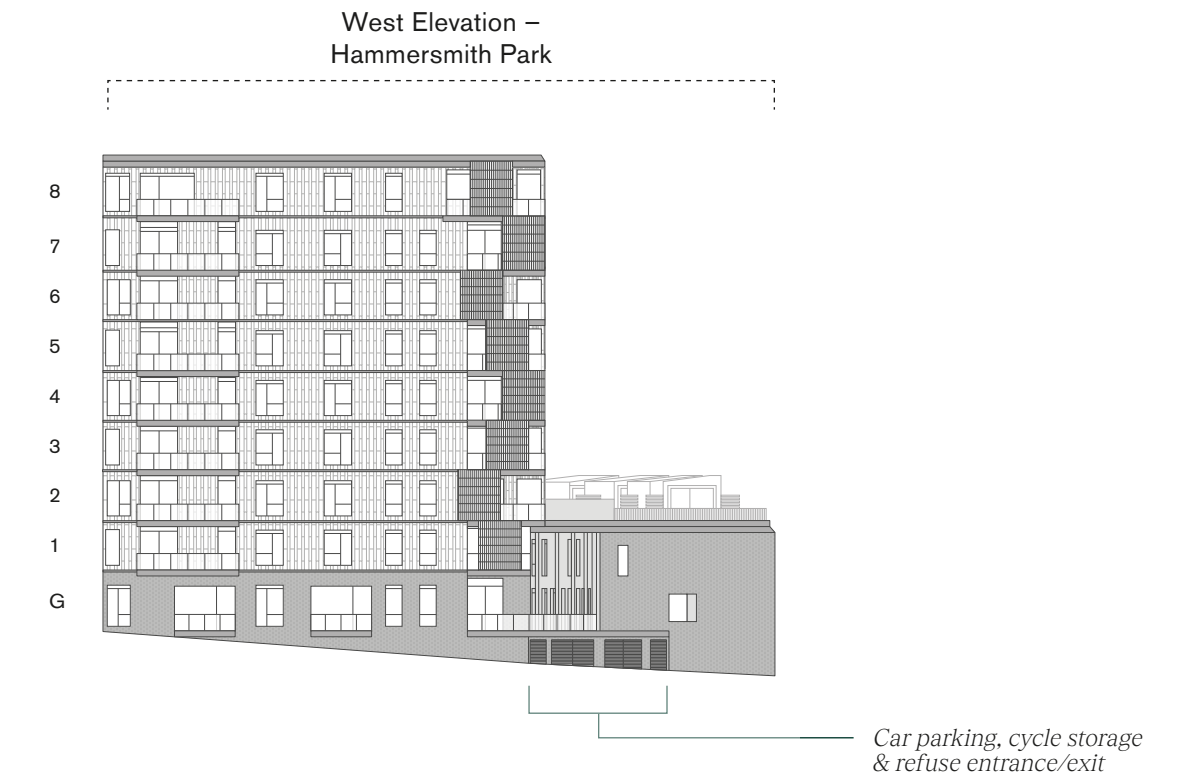 West Elevation –
Hammersmith Park
8
7
6
5
4
3
2
1
G
Car parking, cycle storage
& refuse entrance/exit